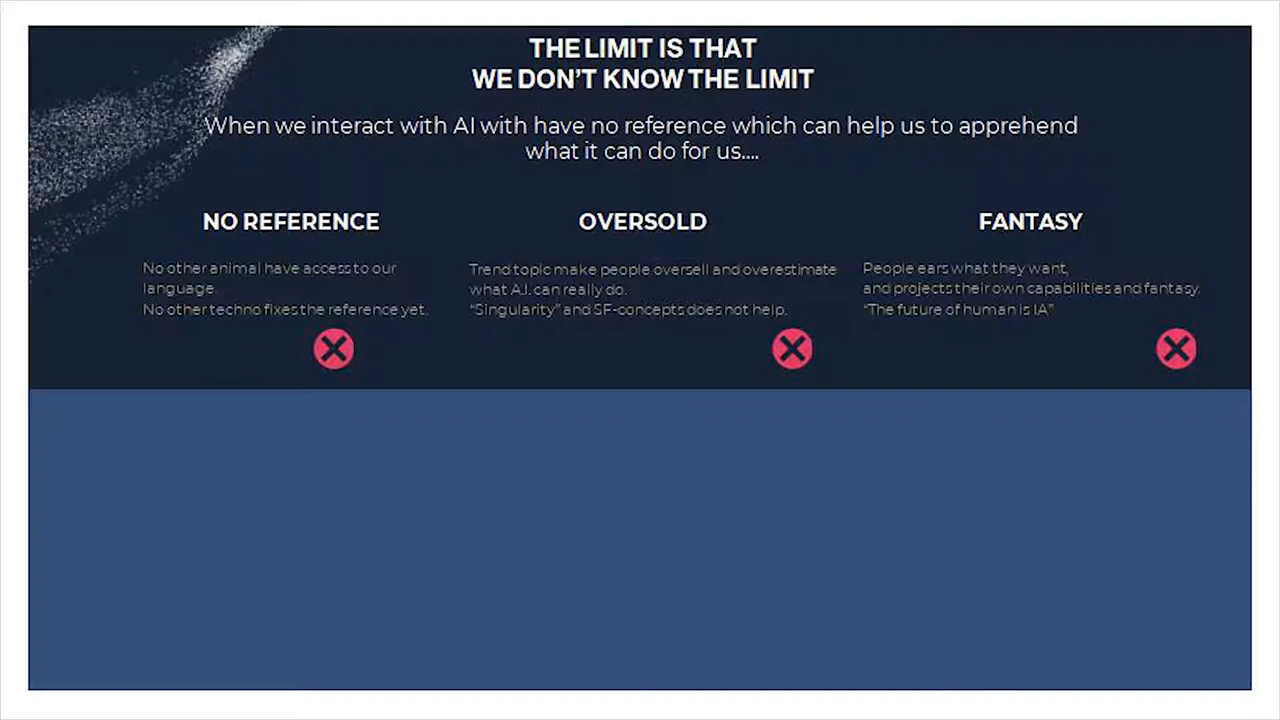 THE LIMIT IS THAT
WE DON'T KNOW THE LIMIT
When we interact with AI with have no reference which can help us to apprehend
what it can do for us....
NO REFERENCE
No other animal have access to our
language.
No other techno fixes the reference yet.
OVERSOLD
Trend topic make people oversell and overestimate
what A.I. can really do.
“Singularity” and SF-concepts does not help.
FANTASY
People ears what they want,
and projects their own capabilities and fantasy.
“The future of human is IA”